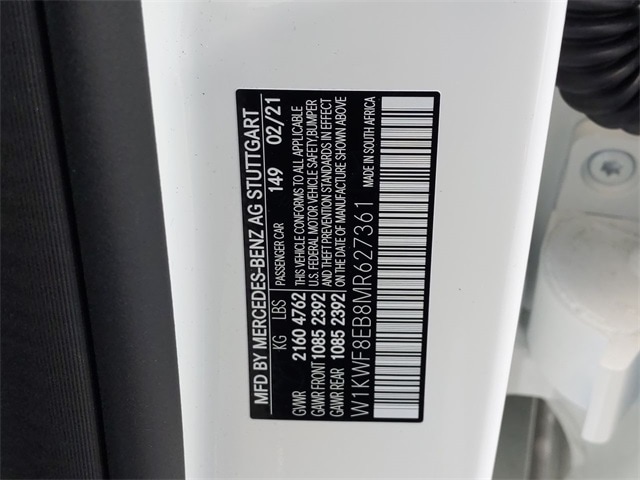 MFD BY MERCEDES-BENZ AG STUTTGART
KG LBS PASSENGER CAR 149 02/21
GVWR 2160 4762 THIS VEHICLE CONFORMS TO ALL APPLICABLE
GAWR FRONT 1085 2392 U.S. FEDERAL MOTOR VEHICLE SAFETY, BUMPER
GAWR REAR 1085 2392 AND THEFT PREVENTION STANDARDS IN EFFECT
ON THE DATE OF MANUFACTURE SHOWN ABOVE
W1KWF8EB8MR627361 MADE IN SOUTH AFRICA